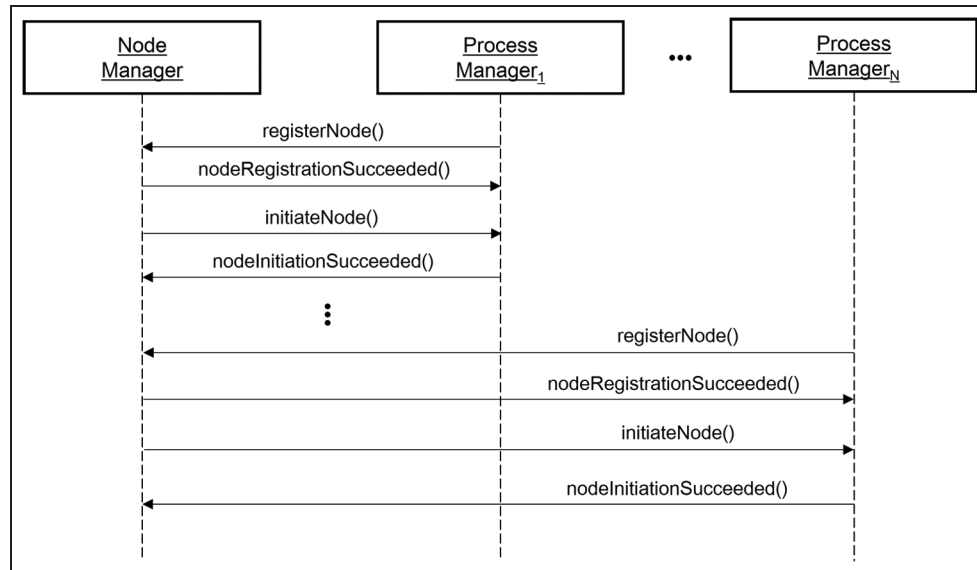 Node
Manager
Process
Manager1
•••
Process
ManagerN
registerNode()
nodeRegistrationSucceeded()
initiateNode()
nodeInitiationSucceeded()
registerNode()
nodeRegistrationSucceeded()
initiateNode()
nodeInitiationSucceeded()